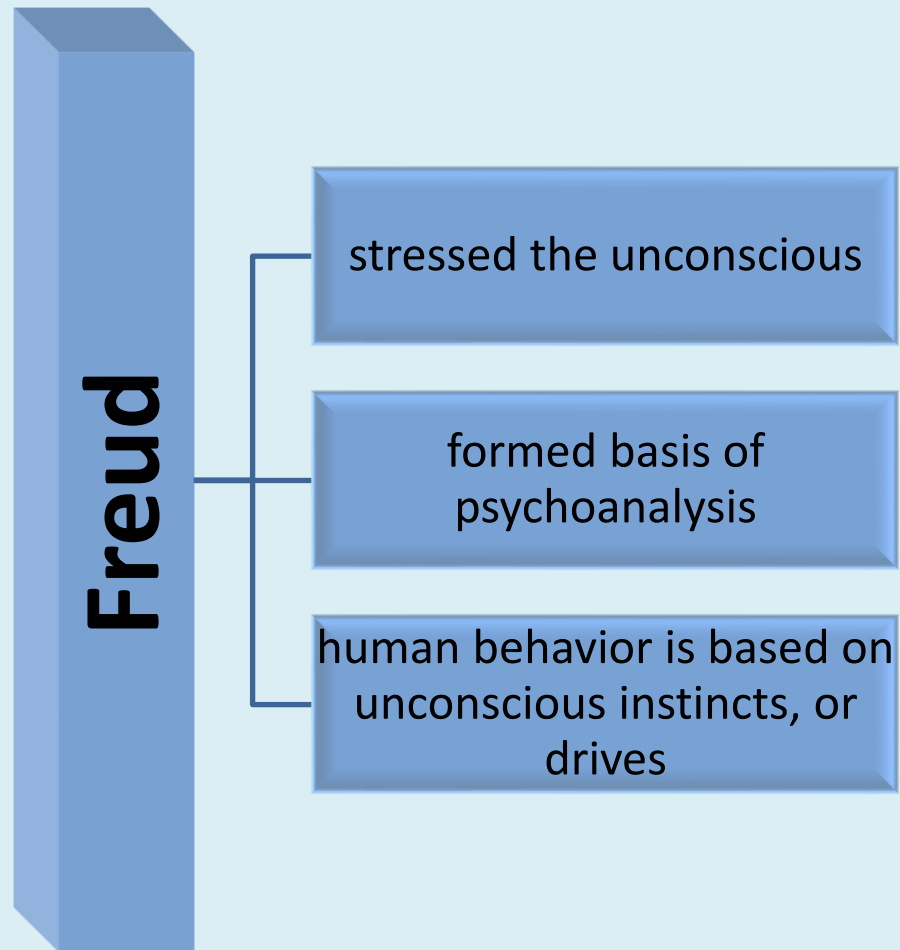 Freud
stressed the unconscious
formed basis of
psychoanalysis
human behavior is based on
unconscious instincts, or
drives